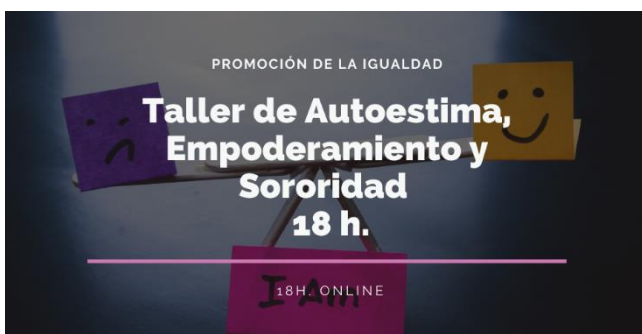 PROMOCIÓN DE LA IGUALDAD
Taller de Autoestima,
Empoderamiento y
Sororidad
18 h.
18H. ONLINE
I Am